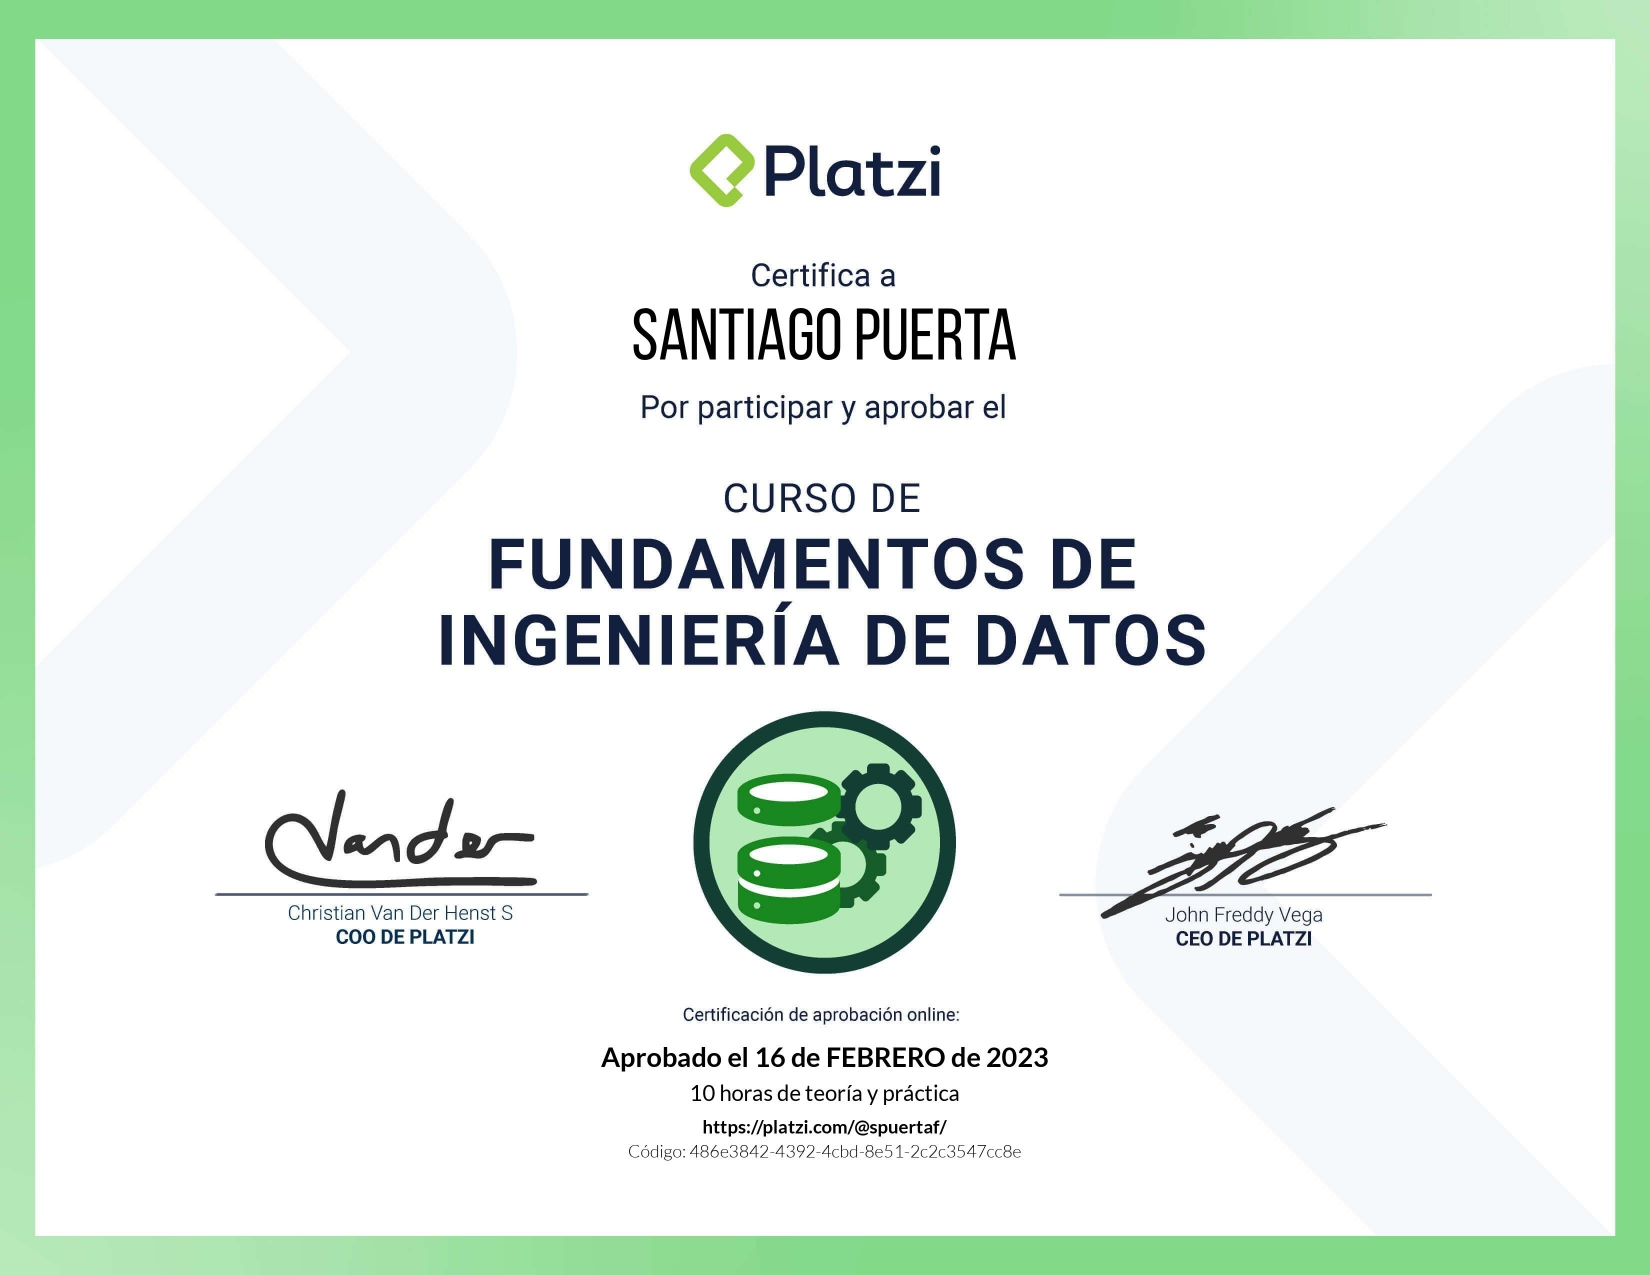 Platzi
Certifica a
SANTIAGO PUERTA
Por participar y aprobar el
CURSO DE
FUNDAMENTOS DE
INGENIERÍA DE DATOS
Vander
Christian Van Der Henst S
COO DE PLATZI
John Freddy Vega
CEO DE PLATZI
Certificación de aprobación online:
Aprobado el 16 de FEBRERO de 2023
10 horas de teoría y práctica
https://platzi.com/@spuertaf/
Código: 486e3842-4392-4cbd-8e51-2c2c3547cc8e